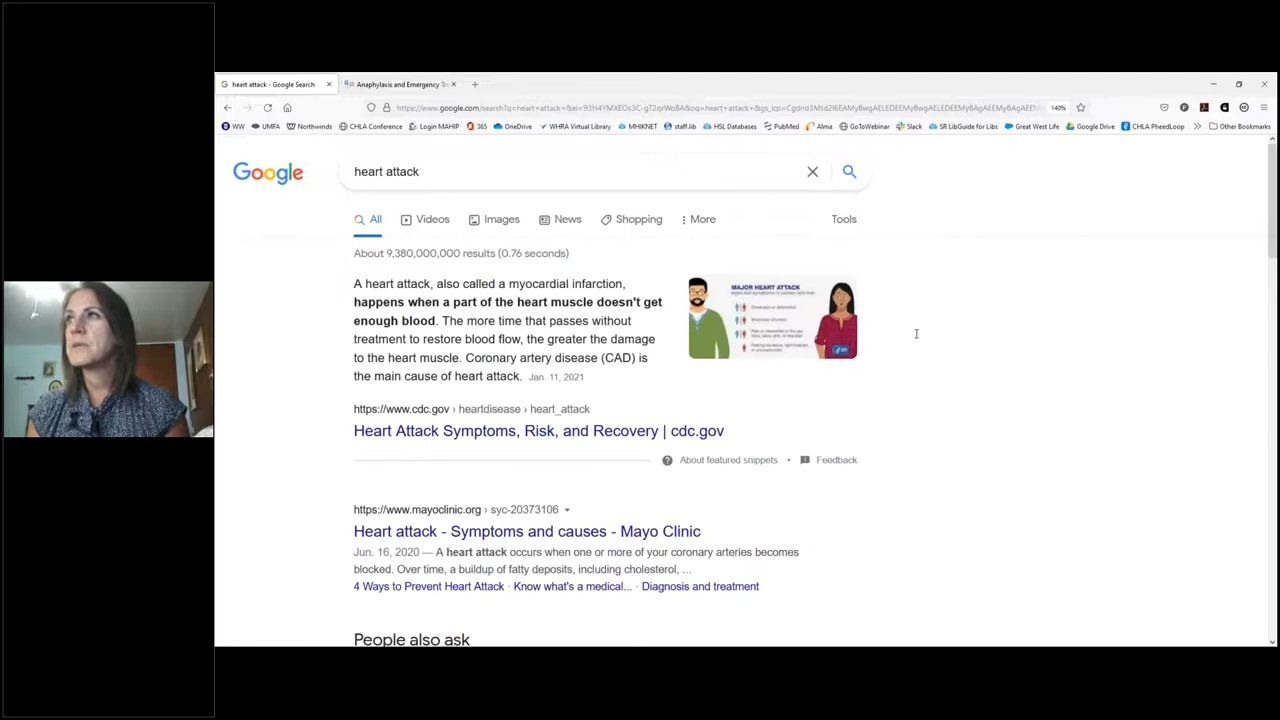 heart attack - Google Search
Anaphylaxis and Emergency Tr
140%
WW
UMFA
Northwinds
CHLA Conference
Login MAHIP
365
OneDrive
WHRA Virtual Library
MHIKNET
staff.lib
HSL Databases
PubMed
Alma
GoToWebinar
Slack
SR LibGuide for Libs
Great West Life
Google Drive
CHLA PheedLoop
Other Bookmarks
Google
heart attack
All
Videos
Images
News
Shopping
More
Tools
About 9,380,000,000 results (0.76 seconds)
A heart attack, also called a myocardial infarction,
happens when a part of the heart muscle doesn't get
enough blood. The more time that passes without
treatment to restore blood flow, the greater the damage
to the heart muscle. Coronary artery disease (CAD) is
the main cause of heart attack. Jan. 11, 2021
MAJOR HEART ATTACK
https://www.cdc.gov › heartdisease › heart_attack
Heart Attack Symptoms, Risk, and Recovery | cdc.gov
About featured snippets • Feedback
https://www.mayoclinic.org › syc-20373106
Heart attack - Symptoms and causes - Mayo Clinic
Jun. 16, 2020 — A heart attack occurs when one or more of your coronary arteries becomes
blocked. Over time, a buildup of fatty deposits, including cholesterol, ...
4 Ways to Prevent Heart Attack · Know what's a medical... · Diagnosis and treatment
People also ask